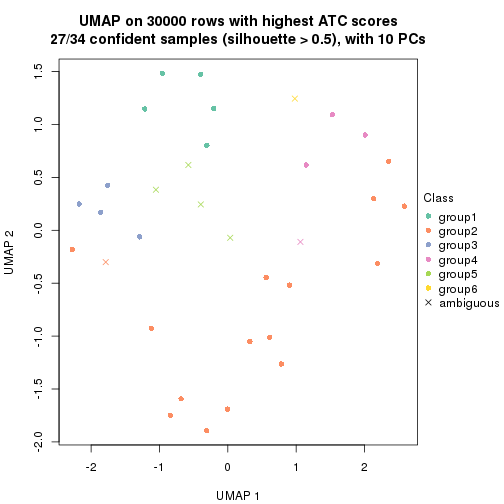 UMAP on 30000 rows with highest ATC scores
27/34 confident samples (silhouette > 0.5), with 10 PCs
1.5
1.0
0.5
0.0
-0.5
-1.0
-1.5
-2.0
UMAP 2
-2
-1
0
1
2
UMAP 1
Class
group1
group2
group3
group4
group5
group6
ambiguous